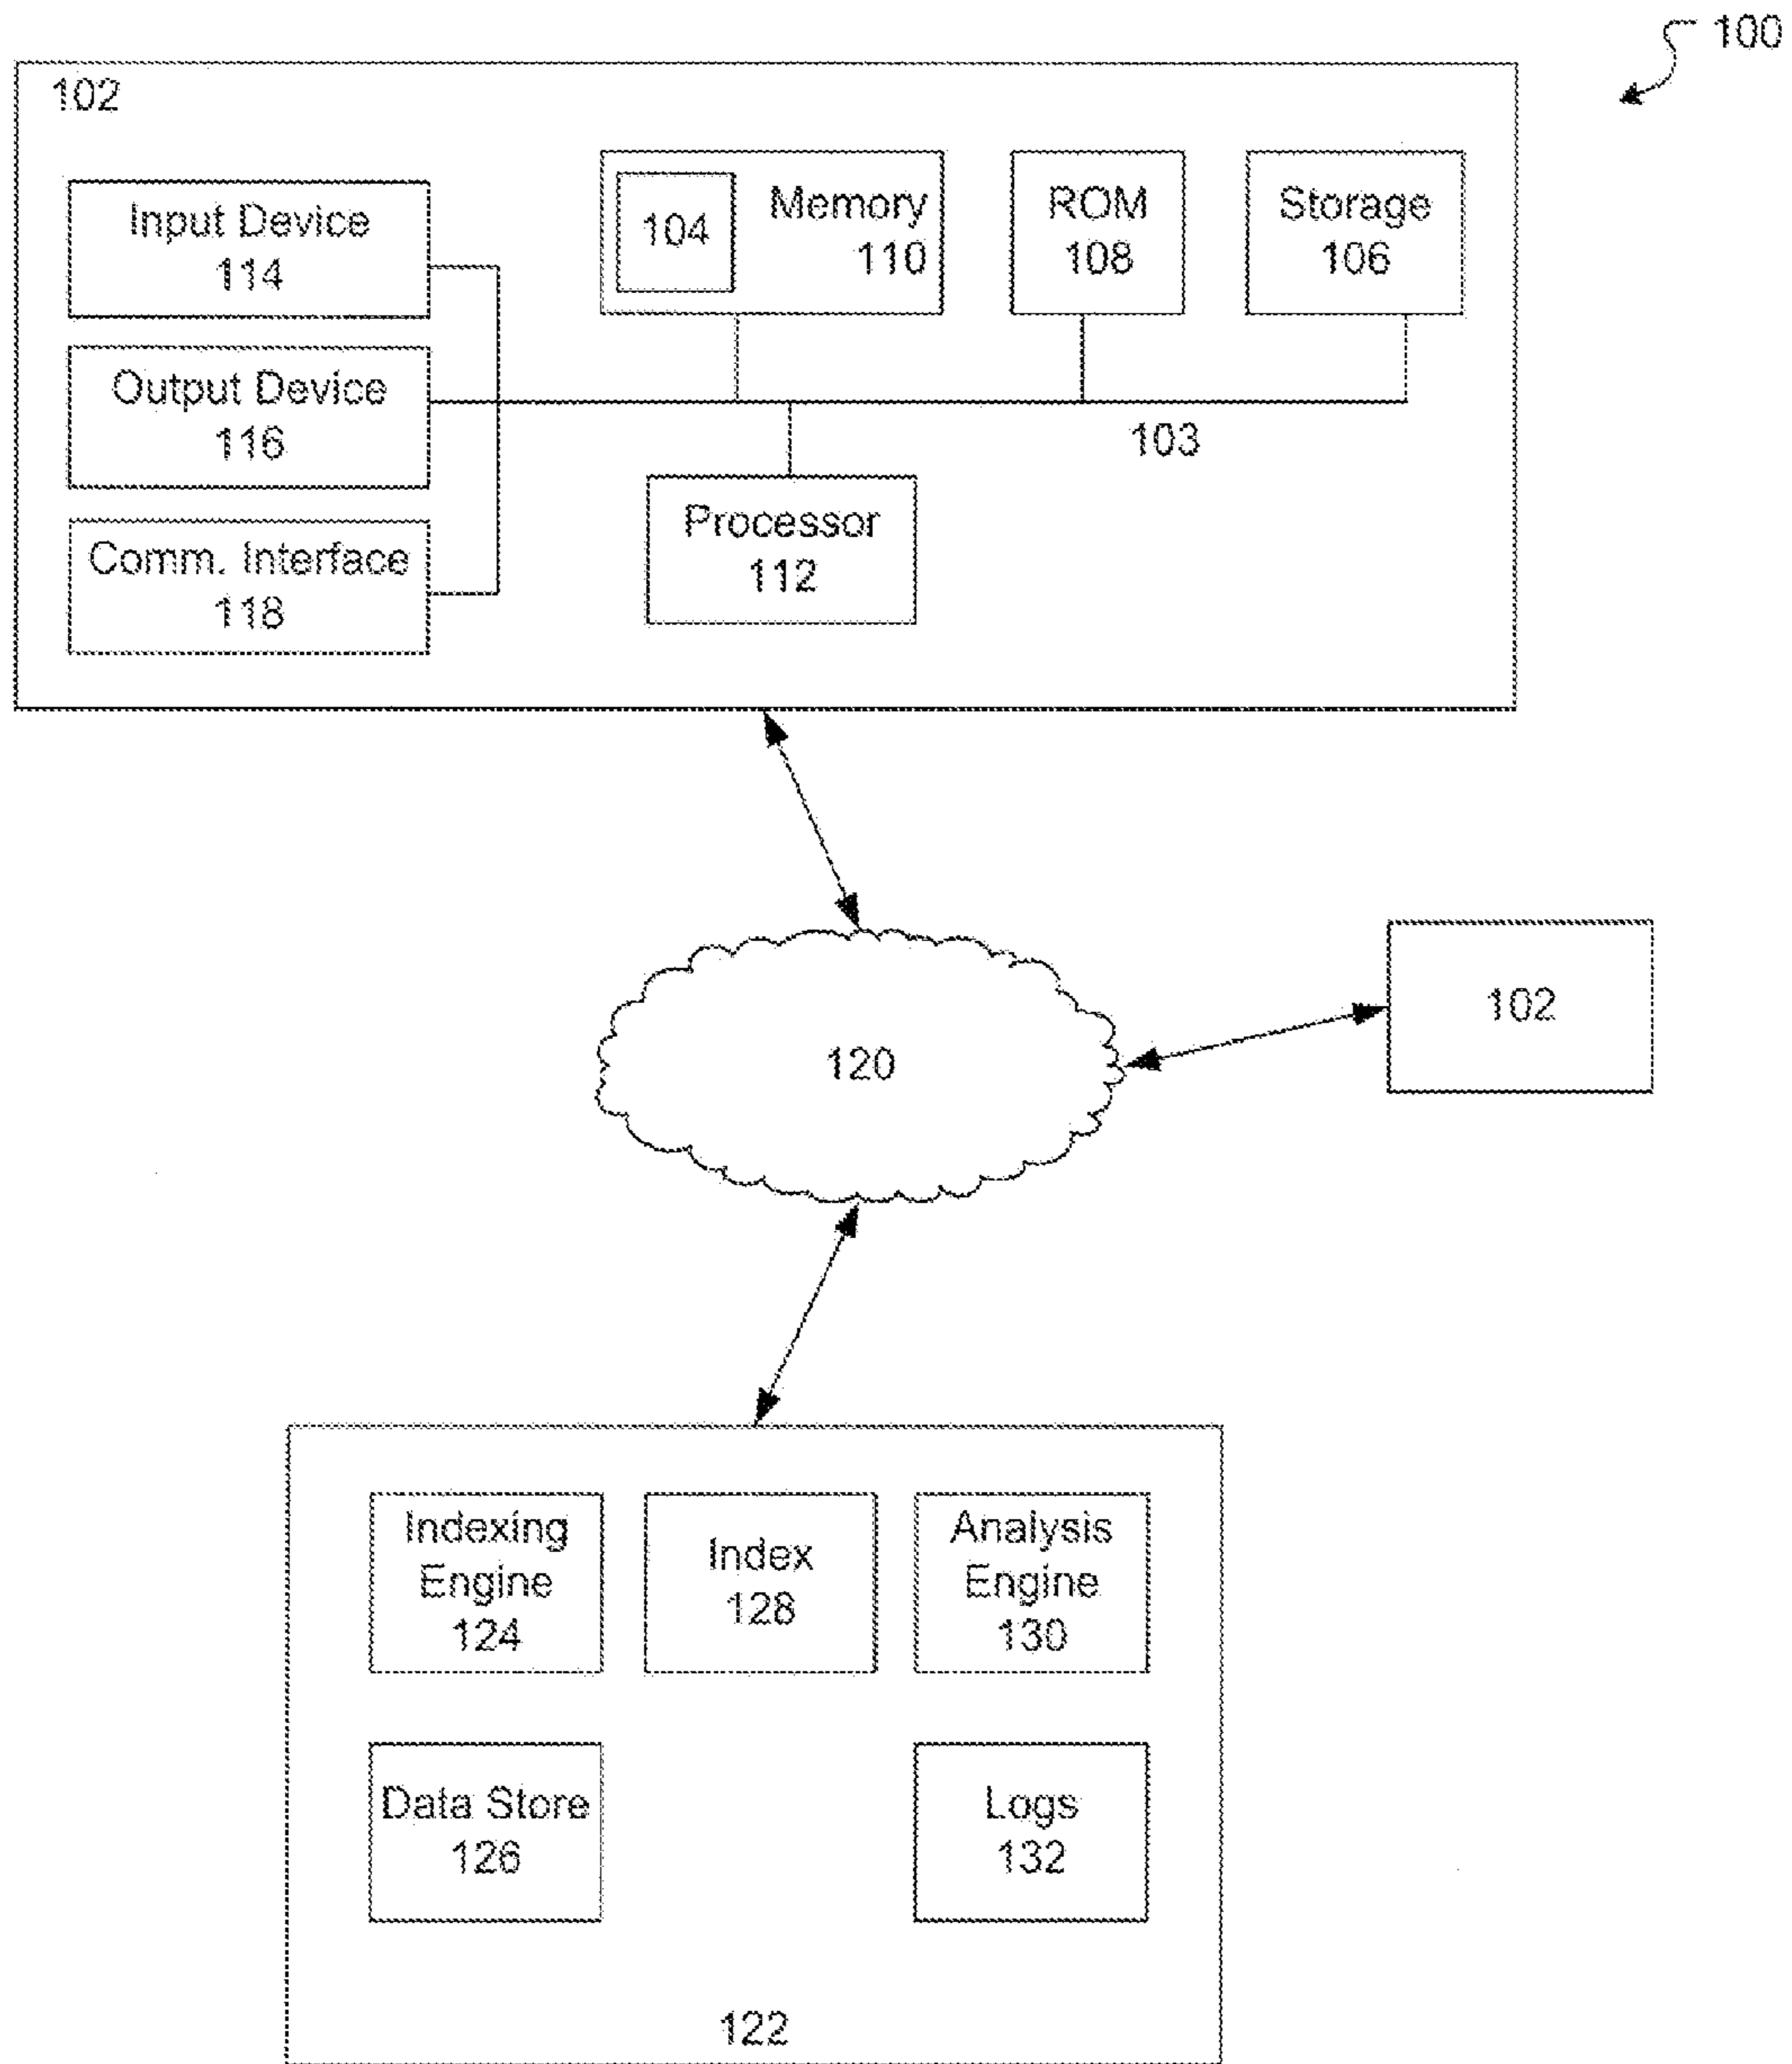 100
102
Input Device
114
104
Memory
110
ROM
108
Storage
106
Output Device
116
103
Comm. Interface
118
Processor
112
120
102
Indexing
Engine
124
Index
128
Analysis
Engine
130
Data Store
126
Logs
132
122